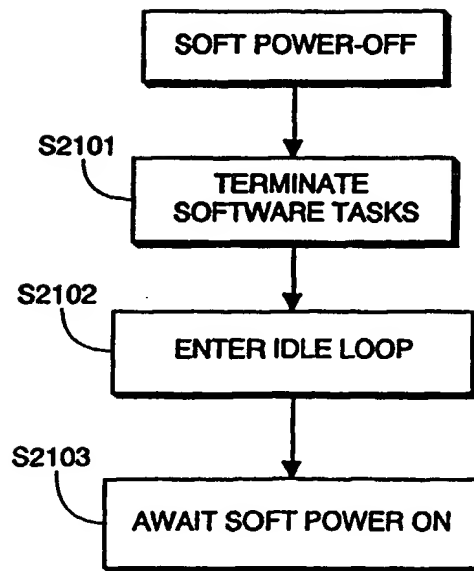 SOFT POWER-OFF
S2101
TERMINATE
SOFTWARE TASKS
S2102
ENTER IDLE LOOP
S2103
AWAIT SOFT POWER ON